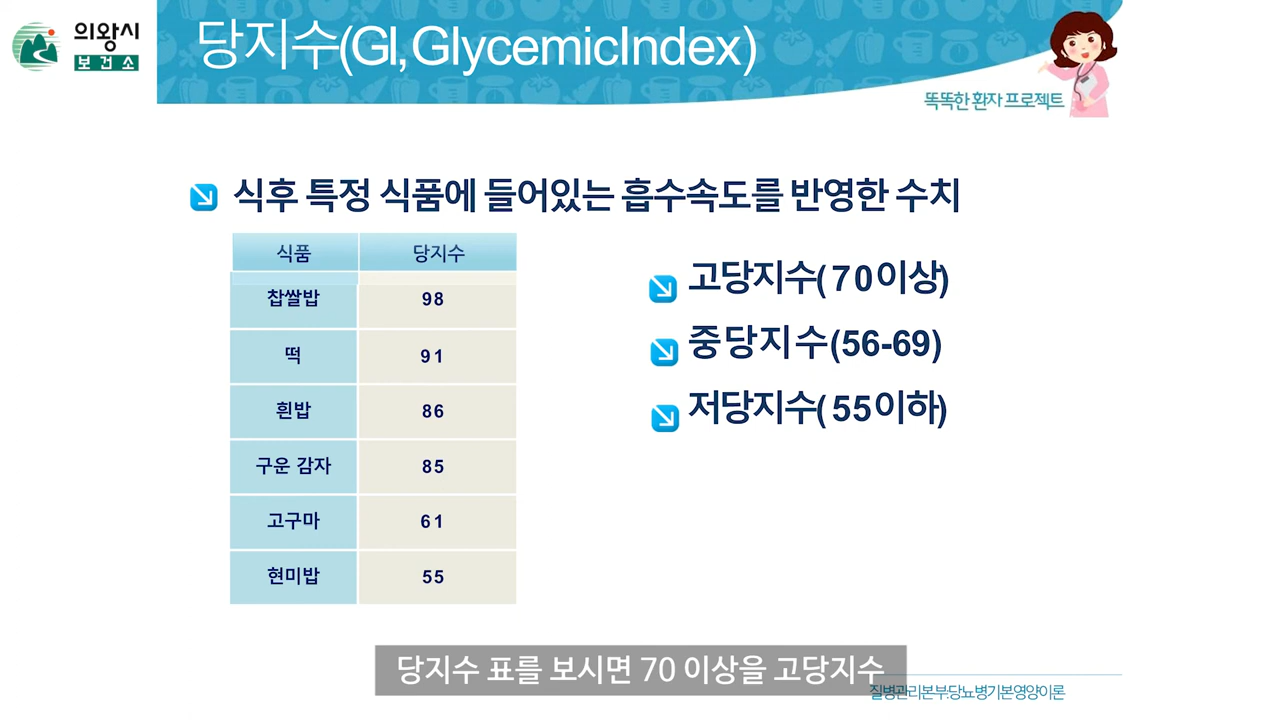 의왕시
보건소
당지수(GI,GlycemicIndex)
똑똑한 환자 프로젝트
식후 특정 식품에 들어있는 흡수속도를 반영한 수치
식품 당지수
찹쌀밥 98
떡 91
흰밥 86
구운 감자 85
고구마 61
현미밥 55
고당지수(70이상)
중당지수(56-69)
저당지수(55이하)
당지수 표를 보시면 70 이상을 고당지수
질병관리본부:당뇨병기본영양이론